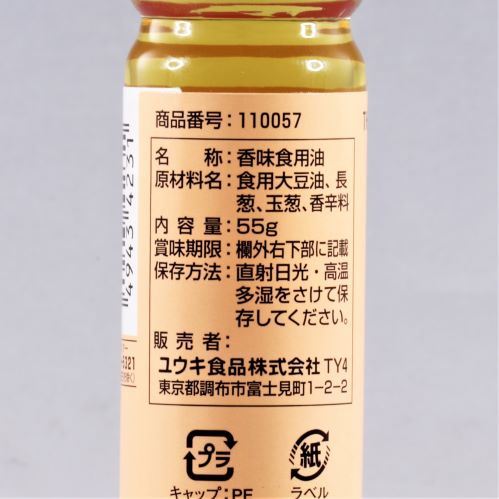 商品番号:110057
名　称:香味食用油
原材料名:食用大豆油、長
葱、玉葱、香辛料
内容量:55g
賞味期限:欄外右下部に記載
保存方法:直射日光・高温
多湿をさけて保
存してください。
販売者:
ユウキ食品株式会社 TY4
東京都調布市富士見町1-2-2
プラ
紙
キャップ:PE
ラベル